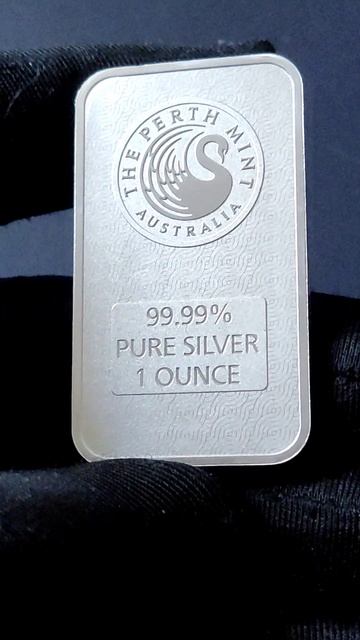 THE PERTH MINT
AUSTRALIA
99.99%
PURE SILVER
1 OUNCE